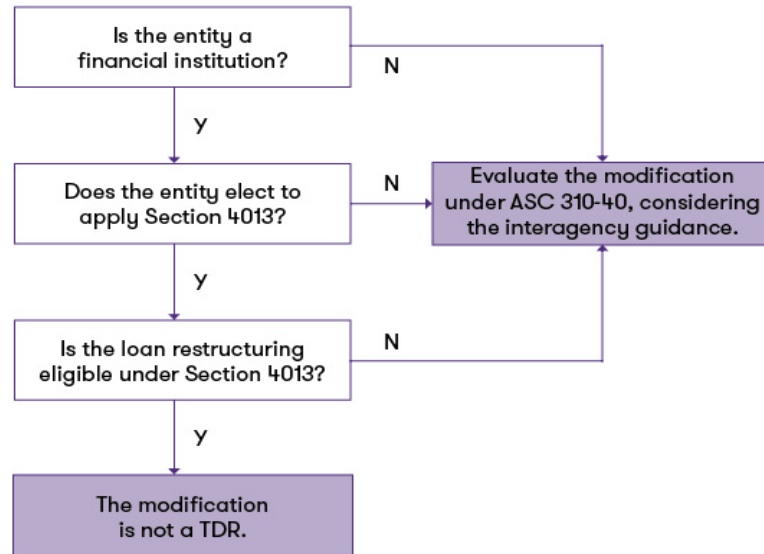 Is the entity a
financial institution?
N
Y
Does the entity elect to
apply Section 4013?
N
Evaluate the modification
under ASC 310-40, considering
the interagency guidance.
Y
Is the loan restructuring
eligible under Section 4013?
N
Y
The modification
is not a TDR.